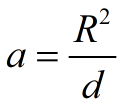 a = R²/d